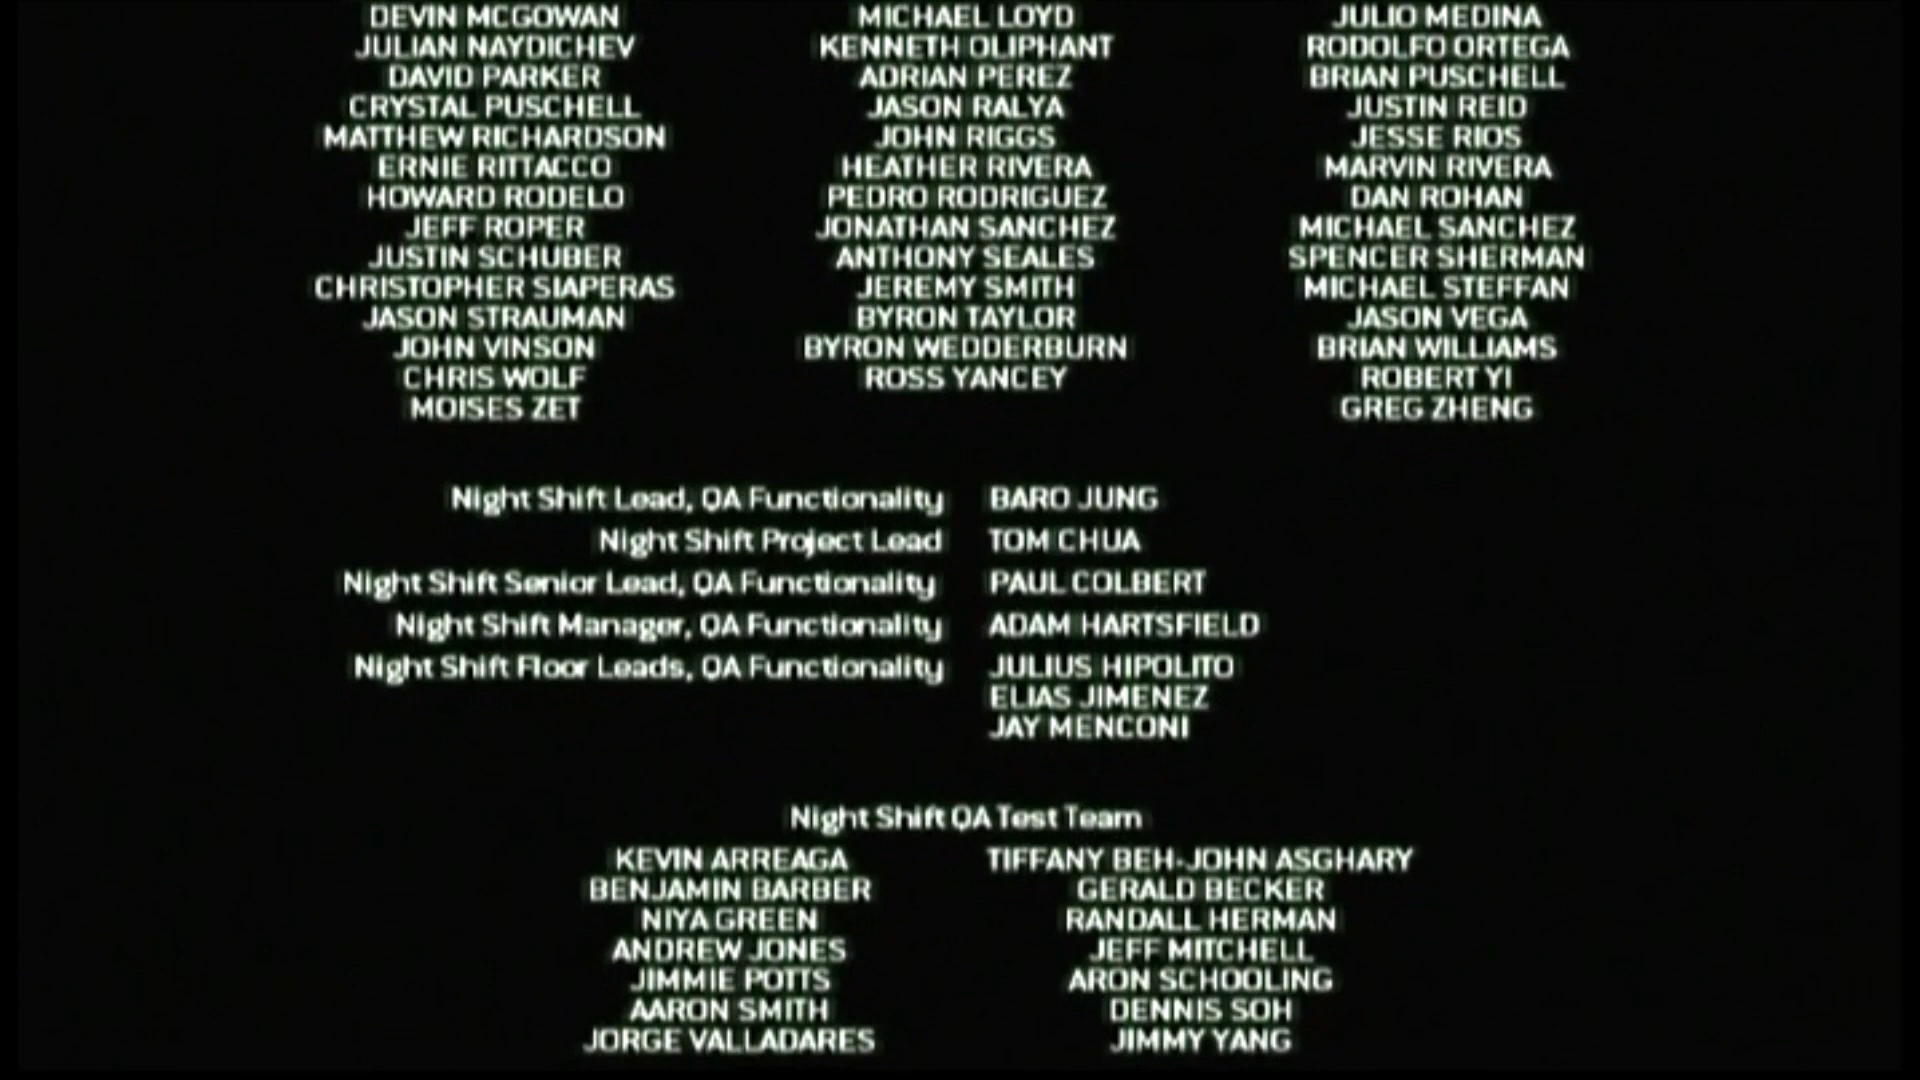 DEVIN MCGOWAN MICHAEL LOYD JULIO MEDINA
JULIAN NAYDICHEV KENNETH OLIPHANT RODOLFO ORTEGA
DAVID PARKER ADRIAN PEREZ BRIAN PUSCHELL
CRYSTAL PUSCHELL JASON RALYA JUSTIN REID
MATTHEW RICHARDSON JOHN RIGGS JESSE RIOS
ERNIE RITTACCO HEATHER RIVERA MARVIN RIVERA
HOWARD RODELO PEDRO RODRIGUEZ DAN ROHAN
JEFF ROPER JONATHAN SANCHEZ MICHAEL SANCHEZ
JUSTIN SCHUBER ANTHONY SEALES SPENCER SHERMAN
CHRISTOPHER SIAPERAS JEREMY SMITH MICHAEL STEFFAN
JASON STRAUMAN BYRON TAYLOR JASON VEGA
JOHN VINSON BYRON WEDDERBURN BRIAN WILLIAMS
CHRIS WOLF ROSS YANCEY ROBERT YI
MOISES ZET GREG ZHENG
Night Shift Lead, QA Functionality BARO JUNG
Night Shift Project Lead TOM CHUA
Night Shift Senior Lead, QA Functionality PAUL COLBERT
Night Shift Manager, QA Functionality ADAM HARTSFIELD
Night Shift Floor Leads, QA Functionality JULIUS HIPOLITO
ELIAS JIMENEZ
JAY MENCONI
Night Shift QA Test Team
KEVIN ARREAGA TIFFANY BEH-JOHN ASGHARY
BENJAMIN BARBER GERALD BECKER
NIYA GREEN RANDALL HERMAN
ANDREW JONES JEFF MITCHELL
JIMMIE POTTS ARON SCHOOLING
AARON SMITH DENNIS SOH
JORGE VALLADARES JIMMY YANG